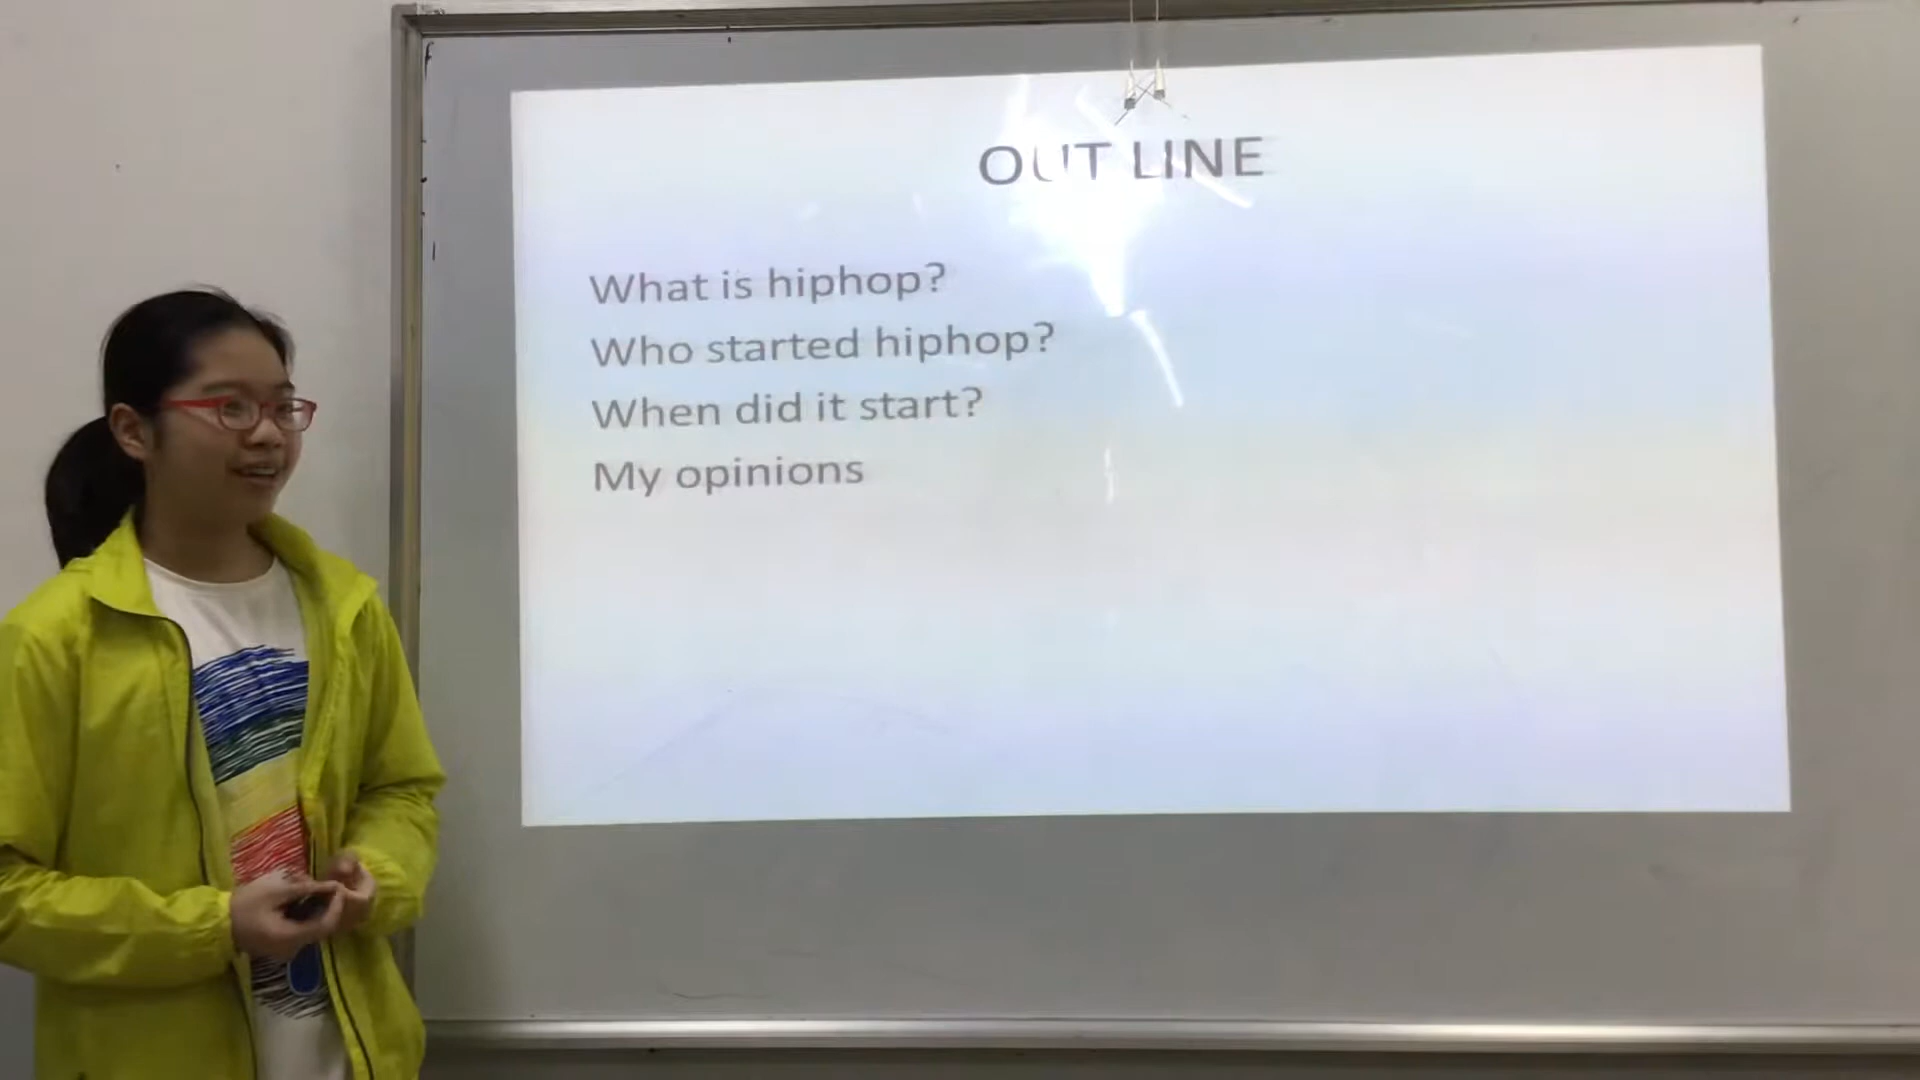 OUT LINE
What is hiphop?
Who started hiphop?
When did it start?
My opinions